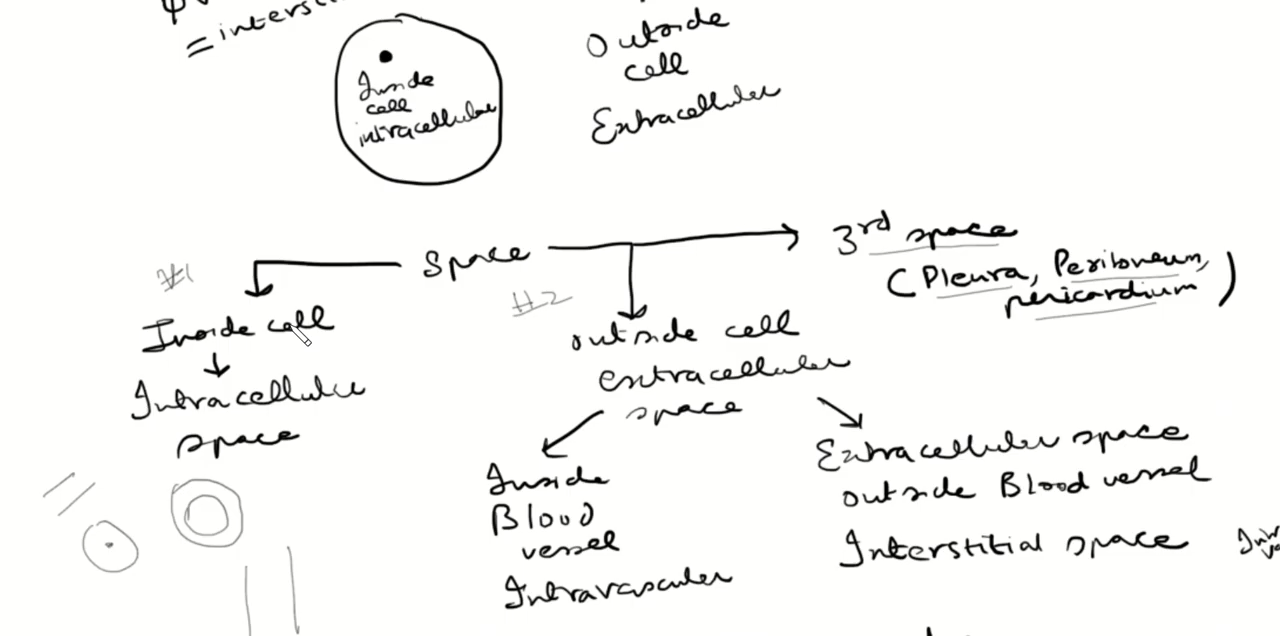 = interst
Inside
cell
intracellular
Outside
cell
Extracellular
Space
3rd space
(Pleura, Peritoneum,
pericardium)
#1
#2
Inside cell
Intracellular
space
outside cell
extracellular
space
Inside
Blood
vessel
Intravascular
Extracellular space
outside Blood vessel
Interstitial space